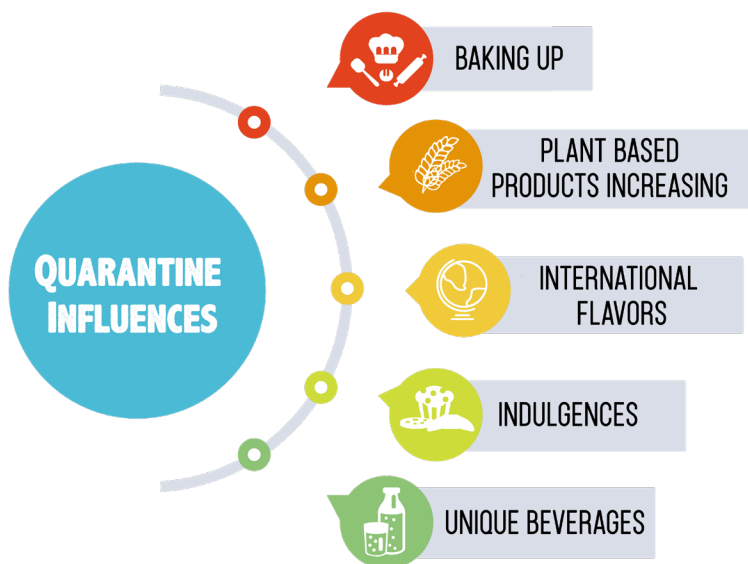 BAKING UP
PLANT BASED
PRODUCTS INCREASING
QUARANTINE
INFLUENCES
INTERNATIONAL
FLAVORS
INDULGENCES
UNIQUE BEVERAGES